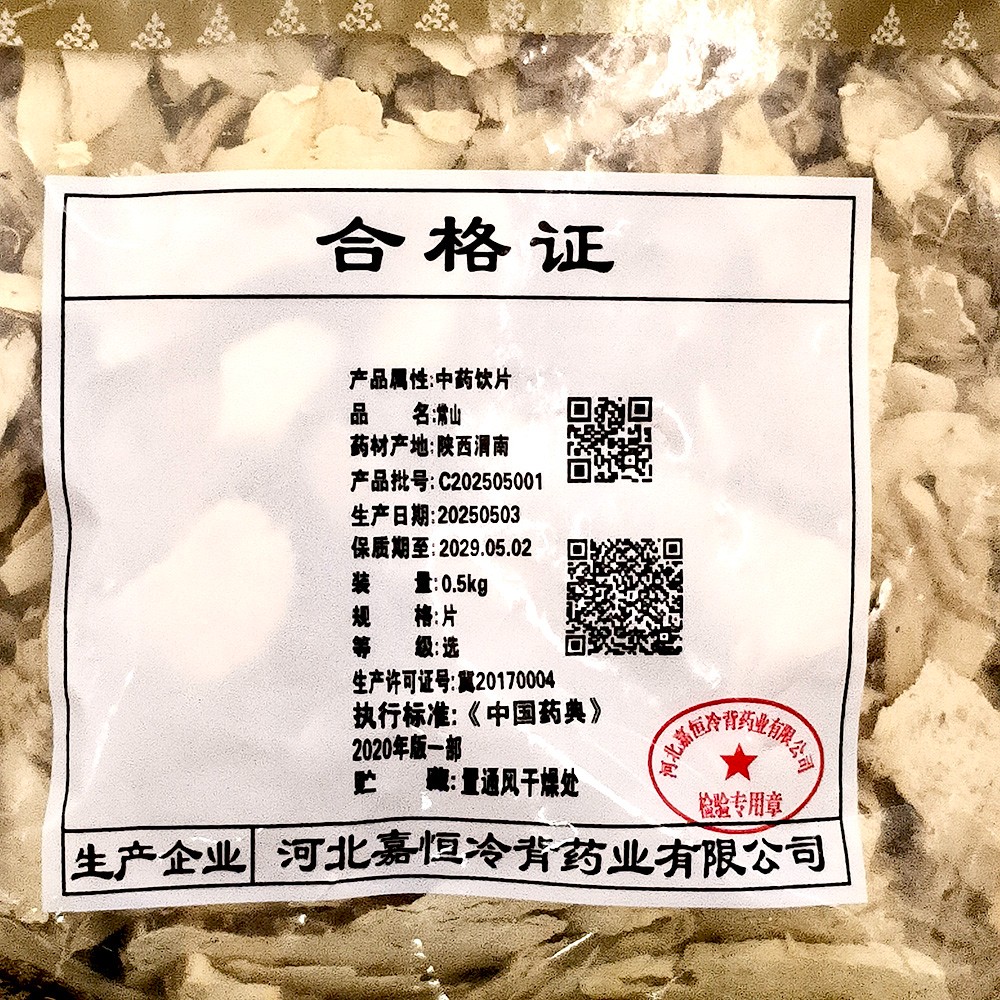 合格证
产品属性:中药饮片
品 名:常山
药材产地:陕西渭南
产品批号:C202505001
生产日期:20250503
保质期至:2029.05.02
装 量:0.5kg
规 格:片
等 级:选
生产许可证号:冀20170004
执行标准:《中国药典》
2020年版一部
贮 藏:置通风干燥处
河北嘉恒冷背药业有限公司
检验专用章
生产企业 河北嘉恒冷背药业有限公司